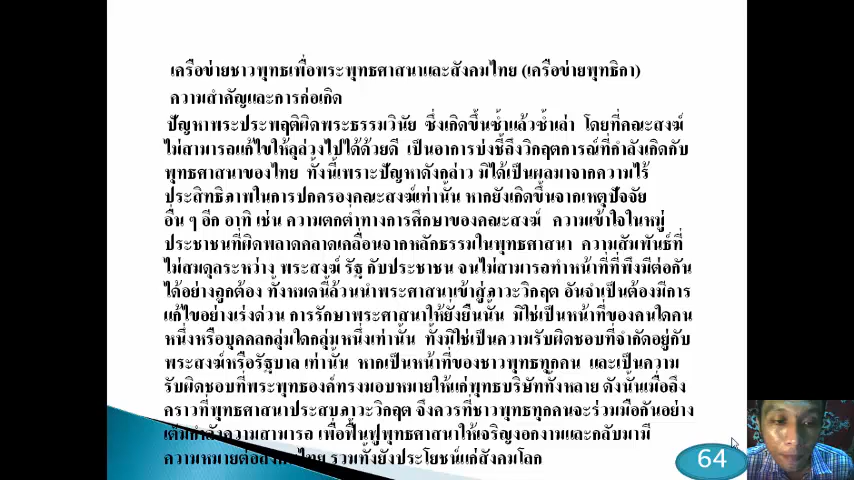 เครือข่ายชาวพุทธเพื่อพระพุทธศาสนาและสังคมไทย (เครือข่ายพุทธิกา)
ความสำคัญและการก่อเกิด
ปัญหาพระประพฤติผิดพระธรรมวินัย ซึ่งเกิดขึ้นซ้ำแล้วซ้ำเล่า โดยที่คณะสงฆ์
ไม่สามารถแก้ไขให้ลุล่วงไปได้ด้วยดี เป็นอาการบ่งชี้ถึงวิกฤตการณ์ที่กำลังเกิดกับ
พุทธศาสนาของไทย ทั้งนี้เพราะปัญหาดังกล่าว มิได้เป็นผลมาจากความไร้
ประสิทธิภาพในการปกครองคณะสงฆ์เท่านั้น หากยังเกิดขึ้นจากเหตุปัจจัย
อื่น ๆ อีก อาทิ เช่น ความตกต่ำทางการศึกษาของคณะสงฆ์ ความเข้าใจในหมู่
ประชาชนที่ผิดพลาดคลาดเคลื่อนจากหลักธรรมในพุทธศาสนา ความสัมพันธ์ที่
ไม่สมดุลระหว่าง พระสงฆ์ รัฐ กับประชาชน จนไม่สามารถทำหน้าที่ที่พึงมีต่อกัน
ได้อย่างถูกต้อง ทั้งหมดนี้ล้วนนำพระศาสนาเข้าสู่ภาวะวิกฤต อันจำเป็นต้องมีการ
แก้ไขอย่างเร่งด่วน การรักษาพระศาสนาให้ยั่งยืนนั้น มิใช่เป็นหน้าที่ของคนใดคน
หนึ่งหรือบุคคลกลุ่มใดกลุ่มหนึ่งเท่านั้น ทั้งมิใช่เป็นความรับผิดชอบที่จำกัดอยู่กับ
พระสงฆ์หรือรัฐบาล เท่านั้น หากเป็นหน้าที่ของชาวพุทธทุกคน และเป็นความ
รับผิดชอบที่พระพุทธองค์ทรงมอบหมายให้แก่พุทธบริษัททั้งหลาย ดังนั้นเมื่อถึง
คราวที่พุทธศาสนาประสบภาวะวิกฤต จึงควรที่ชาวพุทธทุกคนจะร่วมมือกันอย่าง
เต็มกำลังความสามารถ เพื่อฟื้นฟูพุทธศาสนาให้เจริญงอกงามและกลับมามี
ความหมายต่อสังคมไทย รวมทั้งยังประโยชน์แก่สังคมโลก
64